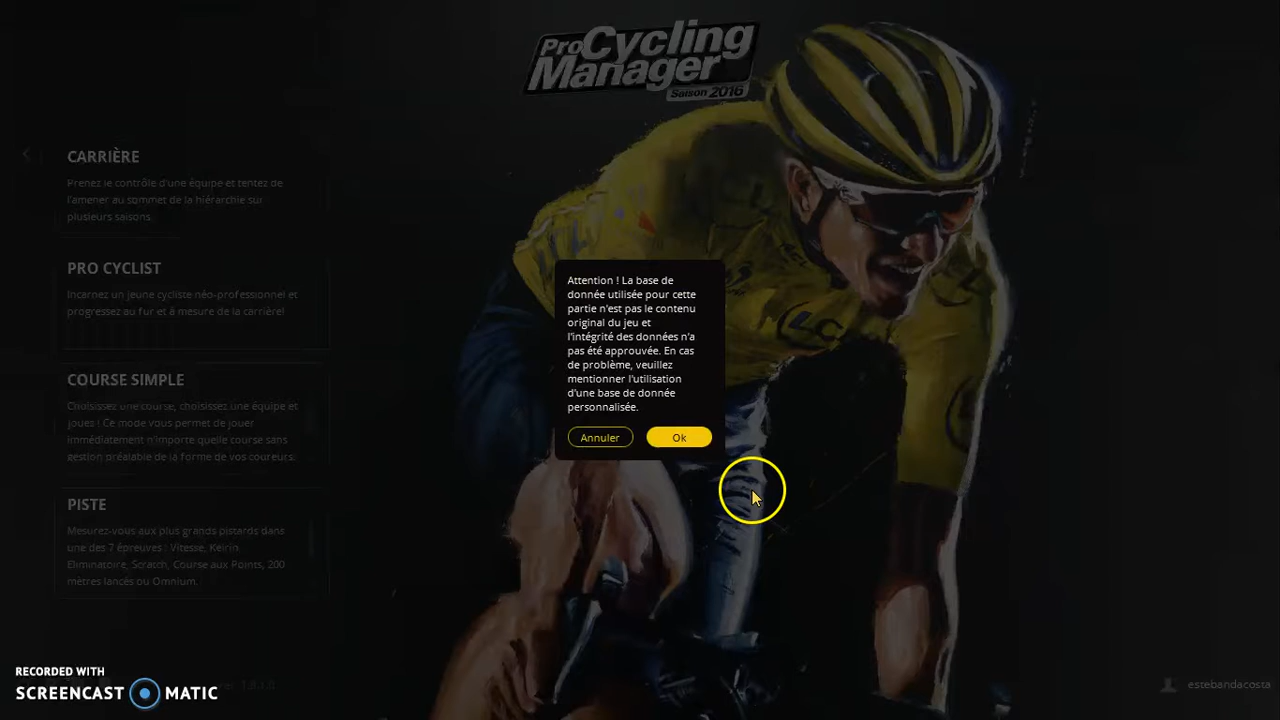 Pro Cycling
Manager
Saison 2016
CARRIÈRE
Prenez le contrôle d'une équipe et tentez de
l'amener au sommet de la hiérarchie sur
plusieurs saisons.
PRO CYCLIST
Incarnez un jeune cycliste néo-professionnel et
progressez au fur et à mesure de la carrière!
COURSE SIMPLE
Choisissez une course, choisissez une équipe et
jouez ! Ce mode vous permet de jouer
immédiatement n'importe quelle course sans
gestion préalable de la forme de vos coureurs.
PISTE
Mesurez-vous aux plus grands pistards dans
une des 7 épreuves : Vitesse, Keirin,
Eliminatoire, Scratch, Course aux Points, 200
mètres lancés ou Omnium.
Attention ! La base de
donnée utilisée pour cette
partie n'est pas le contenu
original du jeu et
l'intégrité des données n'a
pas été approuvée. En cas
de problème, veuillez
mentionner l'utilisation
d'une base de donnée
personnalisée.
Annuler
Ok
RECORDED WITH
SCREENCAST MATIC
estebandacosta